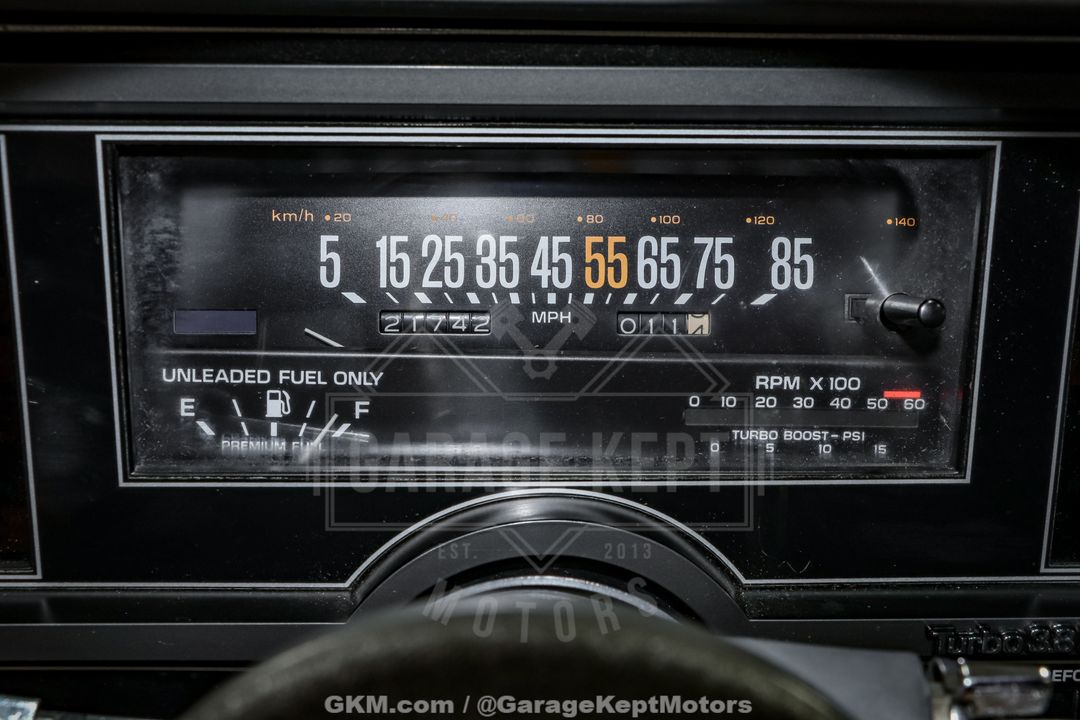 km/h 20 40 60 80 100 120 140
5 15 25 35 45 55 65 75 85
MPH
21742 011
UNLEADED FUEL ONLY
E F
PREMIUM FUEL
RPM X 100
0 10 20 30 40 50 60
TURBO BOOST-PSI
0 5 10 15
GARAGE KEPT
EST. 2013
MOTORS
Turbo 3.8
GKM.com / @GarageKeptMotors